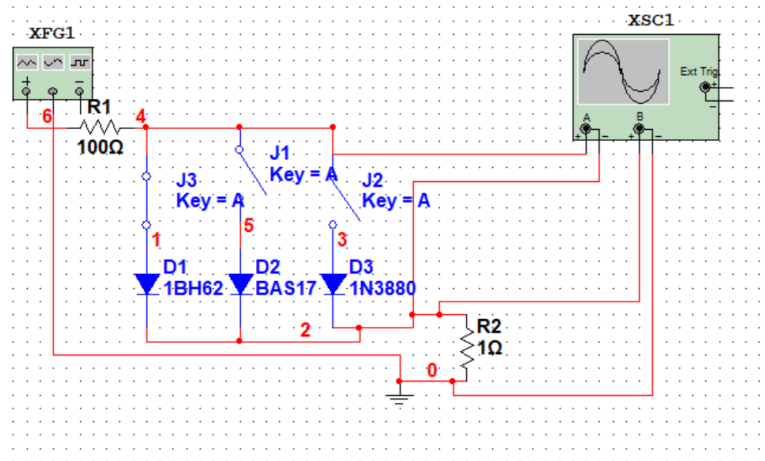 XSC1
XFG1
Ext Trig
+
−
A
B
+ − + −
+ −
6
R1
4
100Ω
J1
Key = A
J3
Key = A
J2
Key = A
1
5
3
D1
1BH62
D2
BAS17
D3
1N3880
2
R2
1Ω
0